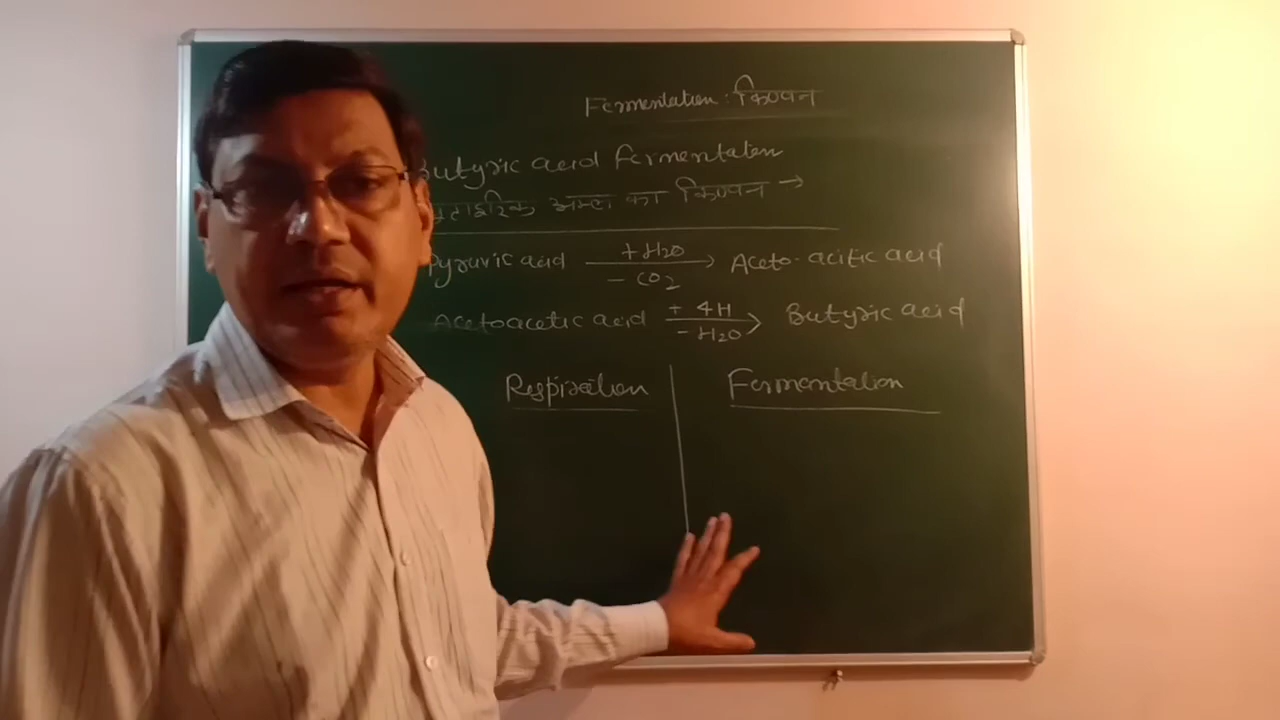 Fermentation : किण्वन
Butyric acid Fermentation
ब्युटाइरिक अम्ल का किण्वन →
Pyruvic acid + H2O - CO2 → Aceto-acitic acid
Acetoacetic acid + 4H - H2O → Butyric acid
Respiration Fermentation